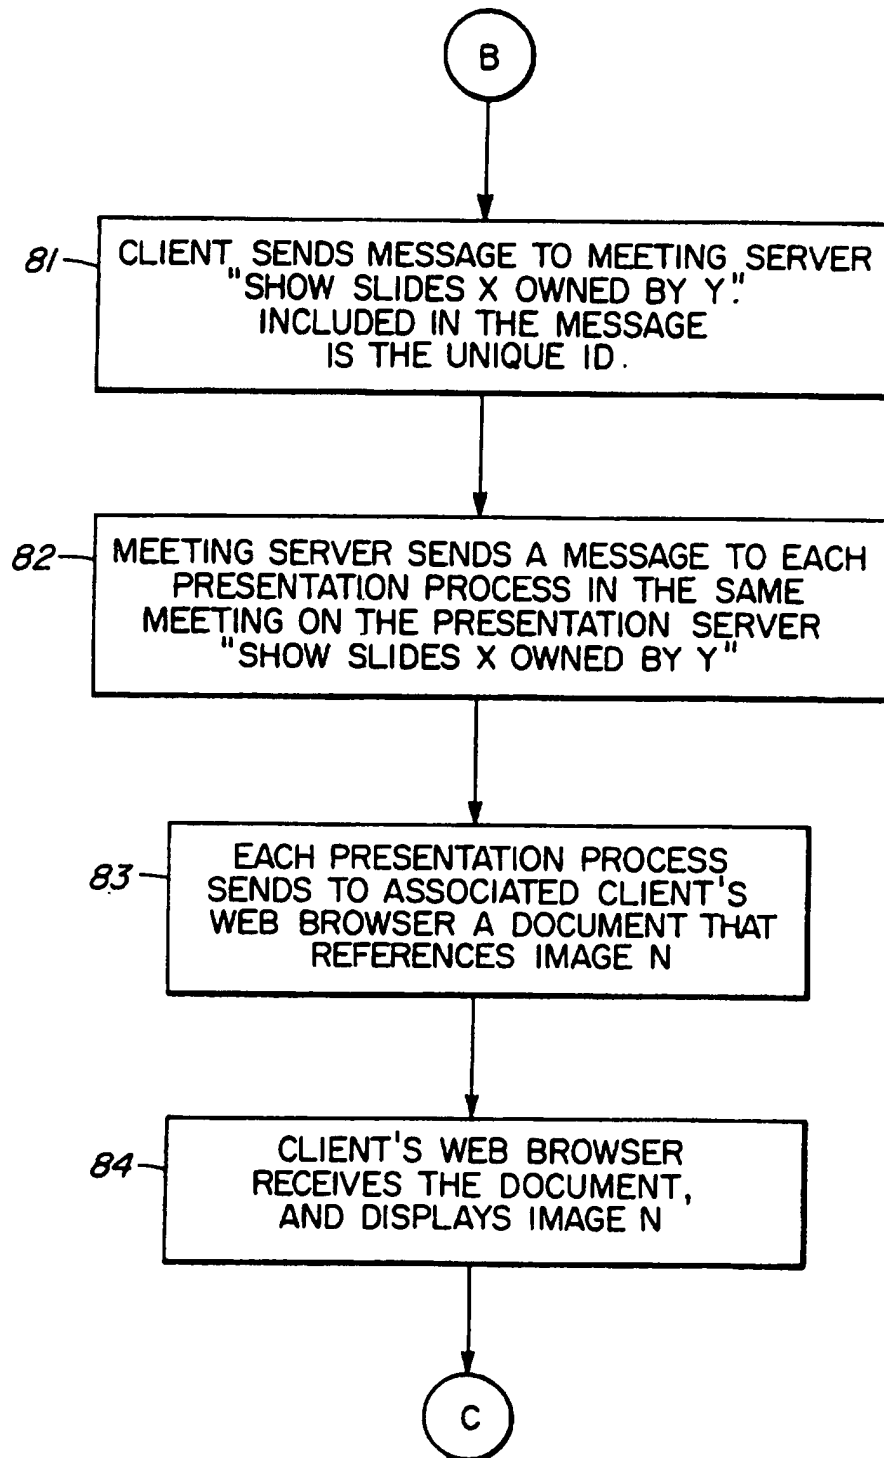 B
81
CLIENT SENDS MESSAGE TO MEETING SERVER
"SHOW SLIDES X OWNED BY Y."
INCLUDED IN THE MESSAGE
IS THE UNIQUE ID.
82
MEETING SERVER SENDS A MESSAGE TO EACH
PRESENTATION PROCESS IN THE SAME
MEETING ON THE PRESENTATION SERVER
"SHOW SLIDES X OWNED BY Y"
83
EACH PRESENTATION PROCESS
SENDS TO ASSOCIATED CLIENT'S
WEB BROWSER A DOCUMENT THAT
REFERENCES IMAGE N
84
CLIENT'S WEB BROWSER
RECEIVES THE DOCUMENT,
AND DISPLAYS IMAGE N
C